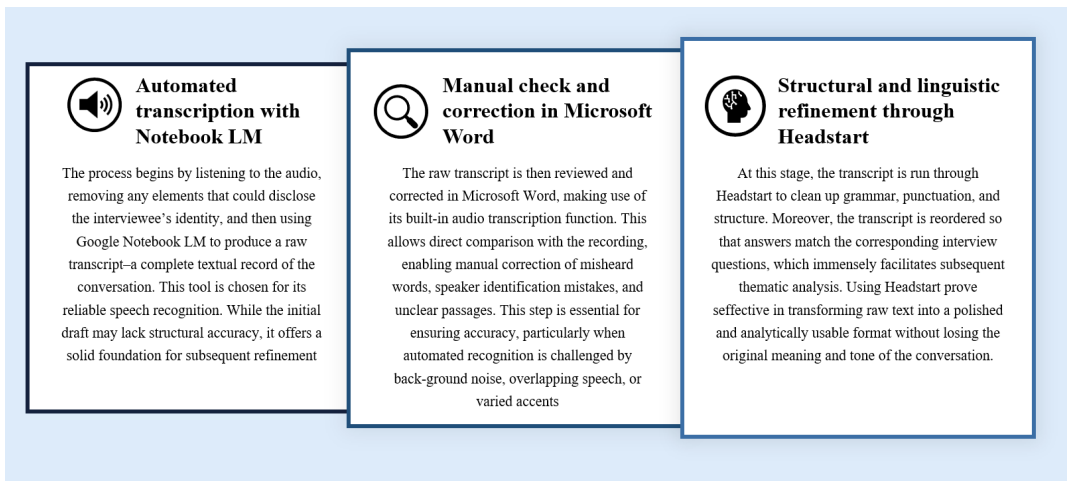 Automated
transcription with
Notebook LM
The process begins by listening to the audio,
removing any elements that could disclose
the interviewee’s identity, and then using
Google Notebook LM to produce a raw
transcript–a complete textual record of the
conversation. This tool is chosen for its
reliable speech recognition. While the initial
draft may lack structural accuracy, it offers a
solid foundation for subsequent refinement
Manual check and
correction in Microsoft
Word
The raw transcript is then reviewed and
corrected in Microsoft Word, making use of
its built-in audio transcription function. This
allows direct comparison with the recording,
enabling manual correction of misheard
words, speaker identification mistakes, and
unclear passages. This step is essential for
ensuring accuracy, particularly when
automated recognition is challenged by
back-ground noise, overlapping speech, or
varied accents
Structural and linguistic
refinement through
Headstart
At this stage, the transcript is run through
Headstart to clean up grammar, punctuation, and
structure. Moreover, the transcript is reordered so
that answers match the corresponding interview
questions, which immensely facilitates subsequent
thematic analysis. Using Headstart prove
seffective in transforming raw text into a polished
and analytically usable format without losing the
original meaning and tone of the conversation.